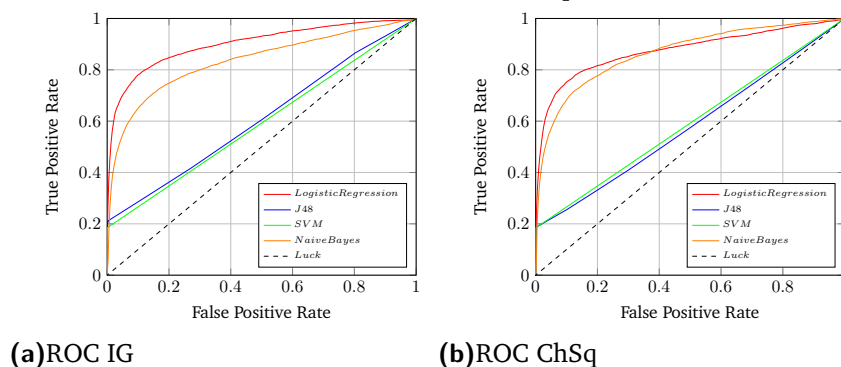 1
0.8
0.6
0.4
0.2
0
True Positive Rate
0 0.2 0.4 0.6 0.8 1
False Positive Rate
LogisticRegression
J48
SVM
NaiveBayes
Luck
(a)ROC IG
1
0.8
0.6
0.4
0.2
0
True Positive Rate
0 0.2 0.4 0.6 0.8
False Positive Rate
LogisticRegression
J48
SVM
NaiveBayes
Luck
(b)ROC ChSq